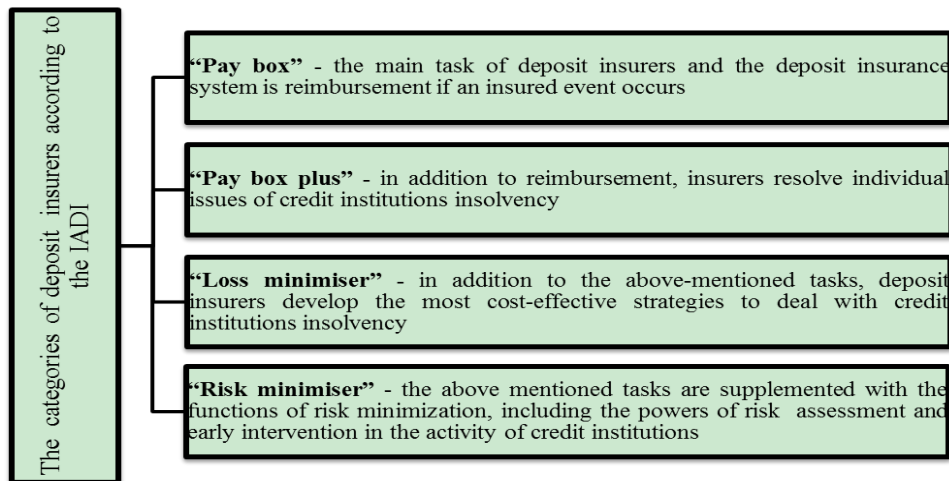 The categories of deposit insurers according to
the IADI
“Pay box” - the main task of deposit insurers and the deposit insurance
system is reimbursement if an insured event occurs
“Pay box plus” - in addition to reimbursement, insurers resolve individual
issues of credit institutions insolvency
“Loss minimiser” - in addition to the above-mentioned tasks, deposit
insurers develop the most cost-effective strategies to deal with credit
institutions insolvency
“Risk minimiser” - the above mentioned tasks are supplemented with the
functions of risk minimization, including the powers of risk assessment and
early intervention in the activity of credit institutions